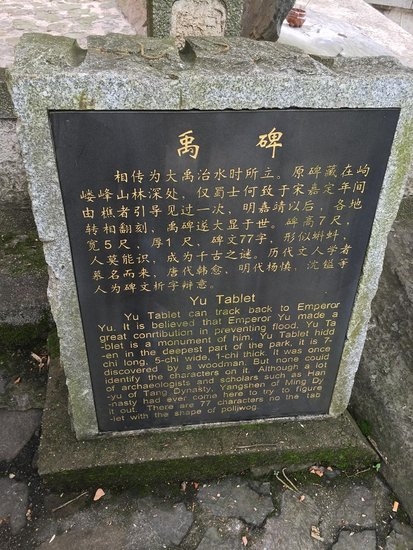 禹碑
相传为大禹治水时所立。原碑藏在岣
嵝峰山林深处，仅蜀士何致于宋嘉定年间
由樵者引导见过一次，明嘉靖以后，各地
转相翻刻，禹碑遂大显于世。碑高7尺，
宽5尺，厚1尺，碑文77字，形似蝌蚪，
人莫能识，成为千古之谜。历代文人学者
慕名而来，唐代韩愈、明代杨慎、沈镒等
人为碑文析字辩意。
Yu Tablet
Yu Tablet can track back to Emperor
Yu. It is believed that Emperor Yu made a
great conrtibution in preventing flood. Yu Ta
-blet is a monument of him. Yu Tablet hidd
-en in the deepest part of the park, it is 7-
chi long, 5-chi wide, 1-chi thick. It was once
discovered by a woodman. But none could
identify the characters on it. Although a lot
of archaeologists and scholars such as Han
-yu of Tang Dynasty, Yangshen of Ming Dy
-nasty had ever come here to try to figure
it out. There are 77 characters no the tab
-let with the shape of polliwog.